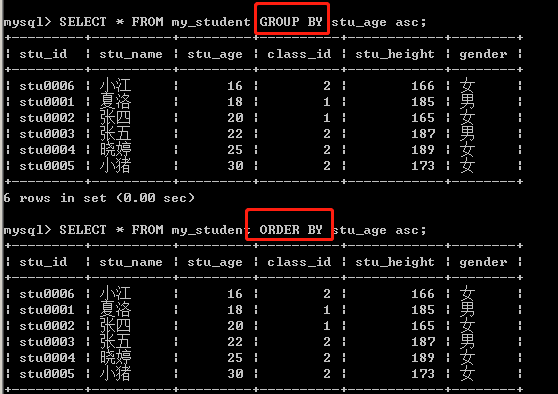 mysql> SELECT * FROM my_student GROUP BY stu_age asc;
| stu_id | stu_name | stu_age | class_id | stu_height | gender |
| stu0006 | 小江 | 16 | 2 | 166 | 女 |
| stu0001 | 夏洛 | 18 | 1 | 185 | 男 |
| stu0002 | 张四 | 20 | 1 | 165 | 女 |
| stu0003 | 张五 | 22 | 2 | 187 | 男 |
| stu0004 | 晓婷 | 25 | 2 | 189 | 女 |
| stu0005 | 小猪 | 30 | 2 | 173 | 女 |
6 rows in set (0.00 sec)
mysql> SELECT * FROM my_student ORDER BY stu_age asc;
| stu_id | stu_name | stu_age | class_id | stu_height | gender |
| stu0006 | 小江 | 16 | 2 | 166 | 女 |
| stu0001 | 夏洛 | 18 | 1 | 185 | 男 |
| stu0002 | 张四 | 20 | 1 | 165 | 女 |
| stu0003 | 张五 | 22 | 2 | 187 | 男 |
| stu0004 | 晓婷 | 25 | 2 | 189 | 女 |
| stu0005 | 小猪 | 30 | 2 | 173 | 女 |